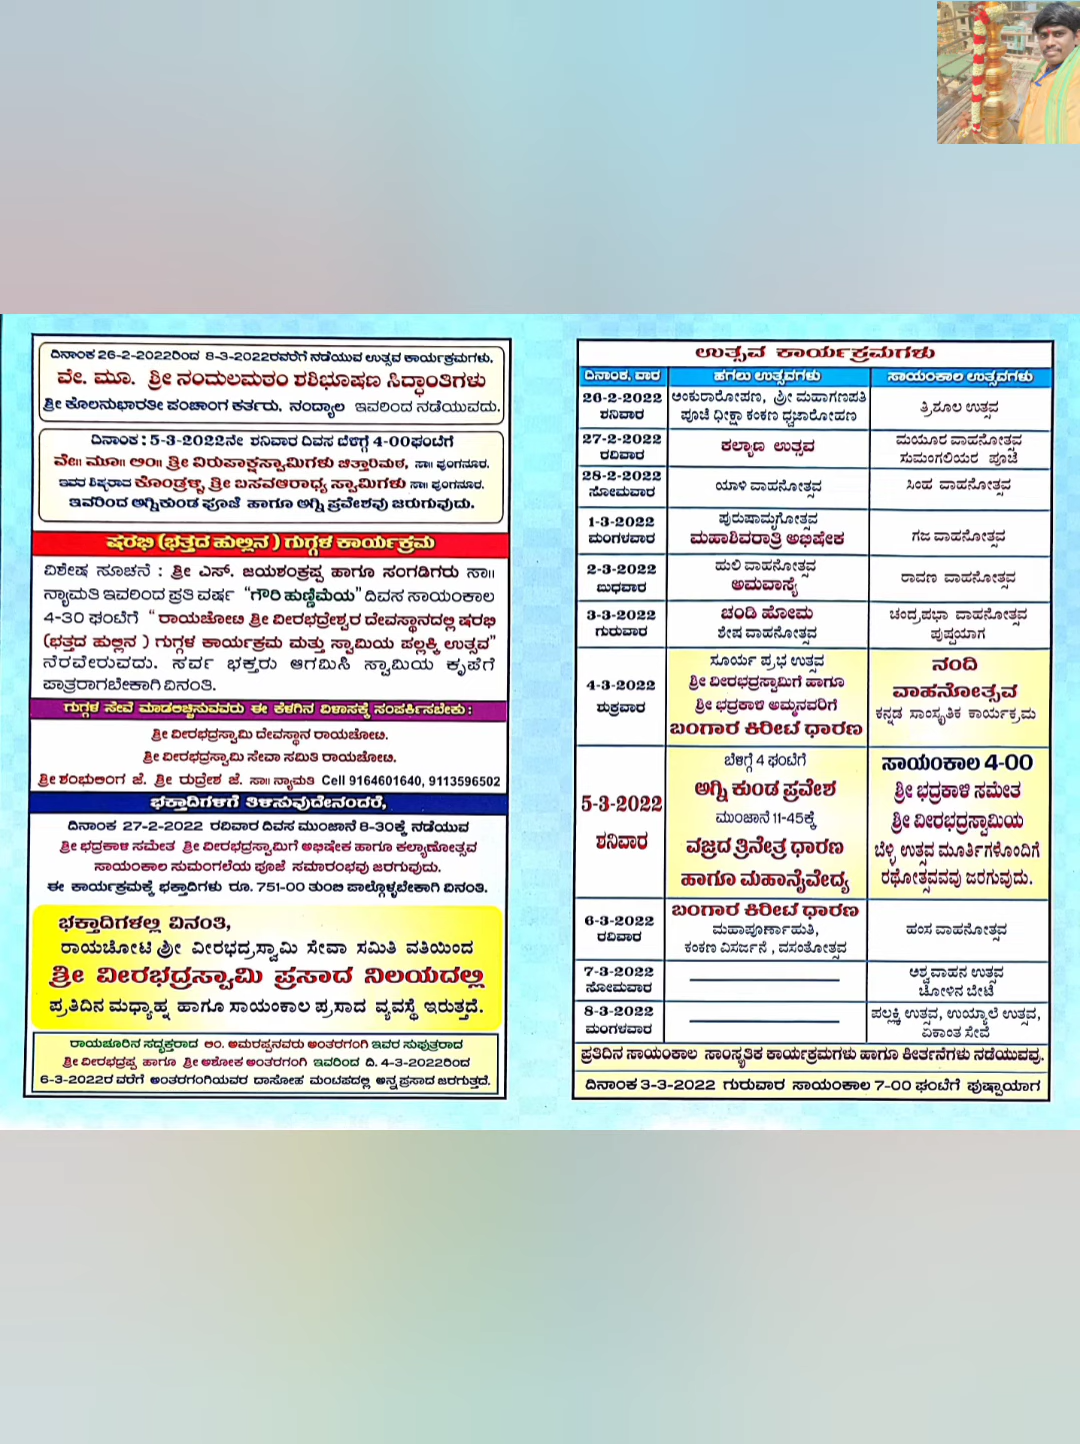 ದಿನಾಂಕ 26-2-2022ರಿಂದ 8-3-2022ರವರೆಗೆ ನಡೆಯುವ ಉತ್ಸವ ಕಾರ್ಯಕ್ರಮಗಳು.
ವೇ. ಮೂ. ಶ್ರೀ ನಂದುಲಮಠಂ ಶಶಿಭೂಷಣ ಸಿದ್ಧಾಂತಿಗಳು
ಶ್ರೀ ಕೊಲನುಭಾರತೀ ಪಂಚಾಂಗ ಕರ್ತರು, ನಂದ್ಯಾಲ ಇವರಿಂದ ನಡೆಯುವದು.
ದಿನಾಂಕ : 5-3-2022ನೇ ಶನಿವಾರ ದಿವಸ ಬೆಳಿಗ್ಗೆ 4-00ಘಂಟೆಗೆ
ವೇ॥ ಮೂ॥ ಲಿಂ॥ ಶ್ರೀ ವಿರುಪಾಕ್ಷಸ್ವಾಮಿಗಳು ಚಿತ್ತಾರಿಮಠ, ಸಾ॥ ಪುಂಗನೂರ.
ಇವರ ಶಿಷ್ಯರಾದ ಕೊಂಡ್ರಳ್ಳಿ ಶ್ರೀ ಬಸವಆರಾಧ್ಯ ಸ್ವಾಮಿಗಳು ಸಾ॥ ಪುಂಗನೂರ.
ಇವರಿಂದ ಅಗ್ನಿಕುಂಡ ಪೂಜೆ ಹಾಗೂ ಅಗ್ನಿ ಪ್ರವೇಶವು ಜರುಗುವುದು.
ಷರಭಿ (ಭತ್ತದ ಹುಲ್ಲಿನ ) ಗುಗ್ಗಳ ಕಾರ್ಯಕ್ರಮ
ವಿಶೇಷ ಸೂಚನೆ : ಶ್ರೀ ಎಸ್. ಜಯಶಂಕ್ರಪ್ಪ ಹಾಗೂ ಸಂಗಡಿಗರು ಸಾ॥
ನ್ಯಾಮತಿ ಇವರಿಂದ ಪ್ರತಿ ವರ್ಷ "ಗೌರಿ ಹುಣ್ಣಿಮೆಯ" ದಿವಸ ಸಾಯಂಕಾಲ
4-30 ಘಂಟೆಗೆ " ರಾಯಚೋಟಿ ಶ್ರೀ ವೀರಭದ್ರೇಶ್ವರ ದೇವಸ್ಥಾನದಲ್ಲಿ ಷರಭಿ
(ಭತ್ತದ ಹುಲ್ಲಿನ ) ಗುಗ್ಗಳ ಕಾರ್ಯಕ್ರಮ ಮತ್ತು ಸ್ವಾಮಿಯ ಪಲ್ಲಕ್ಕಿ ಉತ್ಸವ"
ನೆರವೇರುವದು. ಸರ್ವ ಭಕ್ತರು ಆಗಮಿಸಿ ಸ್ವಾಮಿಯ ಕೃಪೆಗೆ
ಪಾತ್ರರಾಗಬೇಕಾಗಿ ವಿನಂತಿ.
ಗುಗ್ಗಳ ಸೇವೆ ಮಾಡಲಿಚ್ಛಿಸುವವರು ಈ ಕೆಳಗಿನ ವಿಳಾಸಕ್ಕೆ ಸಂಪರ್ಕಿಸಬೇಕು :
ಶ್ರೀ ವೀರಭದ್ರಸ್ವಾಮಿ ದೇವಸ್ಥಾನ ರಾಯಚೋಟಿ.
ಶ್ರೀ ವೀರಭದ್ರಸ್ವಾಮಿ ಸೇವಾ ಸಮಿತಿ ರಾಯಚೋಟಿ.
ಶ್ರೀ ಶಂಭುಲಿಂಗ ಜೆ. ಶ್ರೀ ರುದ್ರೇಶ ಜೆ. ಸಾ॥ ನ್ಯಾಮತಿ Cell 9164601640, 9113596502
ಭಕ್ತಾದಿಗಳಿಗೆ ತಿಳಿಸುವುದೇನಂದರೆ,
ದಿನಾಂಕ 27-2-2022 ರವಿವಾರ ದಿವಸ ಮುಂಜಾನೆ 8-30ಕ್ಕೆ ನಡೆಯುವ
ಶ್ರೀ ಭದ್ರಕಾಳಿ ಸಮೇತ ಶ್ರೀ ವೀರಭದ್ರಸ್ವಾಮಿಗೆ ಅಭಿಷೇಕ ಹಾಗೂ ಕಲ್ಯಾಣೋತ್ಸವ
ಸಾಯಂಕಾಲ ಸುಮಂಗಲೆಯ ಪೂಜೆ ಸಮಾರಂಭವು ಜರುಗುವುದು.
ಈ ಕಾರ್ಯಕ್ರಮಕ್ಕೆ ಭಕ್ತಾದಿಗಳು ರೂ. 751-00 ತುಂಬಿ ಪಾಲ್ಗೊಳ್ಳಬೇಕಾಗಿ ವಿನಂತಿ.
ಭಕ್ತಾದಿಗಳಲ್ಲಿ ವಿನಂತಿ,
ರಾಯಚೋಟಿ ಶ್ರೀ ವೀರಭದ್ರಸ್ವಾಮಿ ಸೇವಾ ಸಮಿತಿ ವತಿಯಿಂದ
ಶ್ರೀ ವೀರಭದ್ರಸ್ವಾಮಿ ಪ್ರಸಾದ ನಿಲಯದಲ್ಲಿ
ಪ್ರತಿದಿನ ಮಧ್ಯಾಹ್ನ ಹಾಗೂ ಸಾಯಂಕಾಲ ಪ್ರಸಾದ ವ್ಯವಸ್ಥೆ ಇರುತ್ತದೆ.
ರಾಯಚೂರಿನ ಸದ್ಭಕ್ತರಾದ ಲಿಂ. ಅಮರಪ್ಪನವರು ಅಂತರಗಂಗಿ ಇವರ ಸುಪುತ್ರರಾದ
ಶ್ರೀ ವೀರಭದ್ರಪ್ಪ ಹಾಗೂ ಶ್ರೀ ಅಶೋಕ ಅಂತರಗಂಗಿ ಇವರಿಂದ ದಿ. 4-3-2022ರಿಂದ
6-3-2022ರ ವರೆಗೆ ಅಂತರಗಂಗಿಯವರ ದಾಸೋಹ ಮಂಟಪದಲ್ಲಿ ಅನ್ನ ಪ್ರಸಾದ ಜರಗುತ್ತದೆ.
ಉತ್ಸವ ಕಾರ್ಯಕ್ರಮಗಳು
ದಿನಾಂಕ, ವಾರ ಹಗಲು ಉತ್ಸವಗಳು ಸಾಯಂಕಾಲ ಉತ್ಸವಗಳು
26-2-2022 ಅಂಕುರಾರೋಪಣ, ಶ್ರೀ ಮಹಾಗಣಪತಿ
ಶನಿವಾರ ಪೂಜೆ ಧೀಕ್ಷಾ ಕಂಕಣ ಧ್ವಜಾರೋಹಣ ತ್ರಿಶೂಲ ಉತ್ಸವ
27-2-2022 ಕಲ್ಯಾಣ ಉತ್ಸವ ಮಯೂರ ವಾಹನೋತ್ಸವ
ರವಿವಾರ ಸುಮಂಗಲಿಯರ ಪೂಜೆ
28-2-2022 ಯಾಳಿ ವಾಹನೋತ್ಸವ ಸಿಂಹ ವಾಹನೋತ್ಸವ
ಸೋಮವಾರ
1-3-2022 ಪುರುಷಾಮೃಗೋತ್ಸವ ಗಜ ವಾಹನೋತ್ಸವ
ಮಂಗಳವಾರ ಮಹಾಶಿವರಾತ್ರಿ ಅಭಿಷೇಕ
2-3-2022 ಹುಲಿ ವಾಹನೋತ್ಸವ ರಾವಣ ವಾಹನೋತ್ಸವ
ಬುಧವಾರ ಅಮವಾಸ್ಯೆ
3-3-2022 ಚಂಡಿ ಹೋಮ ಚಂದ್ರಪಭಾ ವಾಹನೋತ್ಸವ
ಗುರುವಾರ ಶೇಷ ವಾಹನೋತ್ಸವ ಪುಷ್ಪಯಾಗ
4-3-2022 ಸೂರ್ಯ ಪ್ರಭ ಉತ್ಸವ ನಂದಿ
ಶುಕ್ರವಾರ ಶ್ರೀ ವೀರಭದ್ರಸ್ವಾಮಿಗೆ ಹಾಗೂ ವಾಹನೋತ್ಸವ
ಶ್ರೀ ಭದ್ರಕಾಳಿ ಅಮ್ಮನವರಿಗೆ ಕನ್ನಡ ಸಾಂಸ್ಕೃತಿಕ ಕಾರ್ಯಕ್ರಮ
ಬಂಗಾರ ಕಿರೀಟ ಧಾರಣ
5-3-2022 ಬೆಳಿಗ್ಗೆ 4 ಘಂಟೆಗೆ ಸಾಯಂಕಾಲ 4-00
ಶನಿವಾರ ಅಗ್ನಿ ಕುಂಡ ಪ್ರವೇಶ ಶ್ರೀ ಭದ್ರಕಾಳಿ ಸಮೇತ
ಮುಂಜಾನೆ 11-45ಕ್ಕೆ ಶ್ರೀ ವೀರಭದ್ರಸ್ವಾಮಿಯ
ವಜ್ರದ ತ್ರಿನೇತ್ರ ಧಾರಣ ಬೆಳ್ಳಿ ಉತ್ಸವ ಮೂರ್ತಿಗಳೊಂದಿಗೆ
ಹಾಗೂ ಮಹಾನೈವೇದ್ಯ ರಥೋತ್ಸವವು ಜರುಗುವುದು.
6-3-2022 ಬಂಗಾರ ಕಿರೀಟ ಧಾರಣ
ರವಿವಾರ ಮಹಾಪೂರ್ಣಾಹುತಿ, ಹಂಸ ವಾಹನೋತ್ಸವ
ಕಂಕಣ ವಿಸರ್ಜನೆ , ವಸಂತೋತ್ಸವ
7-3-2022 ಅಶ್ವವಾಹನ ಉತ್ಸವ
ಸೋಮವಾರ ಚೋಳಿನ ಬೇಟೆ
8-3-2022 ಪಲ್ಲಕ್ಕಿ ಉತ್ಸವ, ಉಯ್ಯಾಲೆ ಉತ್ಸವ,
ಮಂಗಳವಾರ ಏಕಾಂತ ಸೇವೆ
ಪ್ರತಿದಿನ ಸಾಯಂಕಾಲ ಸಾಂಸ್ಕೃತಿಕ ಕಾರ್ಯಕ್ರಮಗಳು ಹಾಗೂ ಕೀರ್ತನೆಗಳು ನಡೆಯುವವು.
ದಿನಾಂಕ 3-3-2022 ಗುರುವಾರ ಸಾಯಂಕಾಲ 7-00 ಘಂಟೆಗೆ ಪುಷ್ಪಾಯಾಗ